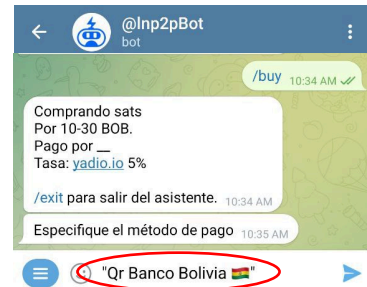 @lnp2pBot
bot
/buy 10:34 AM
Comprando sats
Por 10-30 BOB.
Pago por __
Tasa: yadio.io 5%
/exit para salir del asistente. 10:34 AM
Especifique el método de pago 10:35 AM
"Qr Banco Bolivia 🇧🇴"